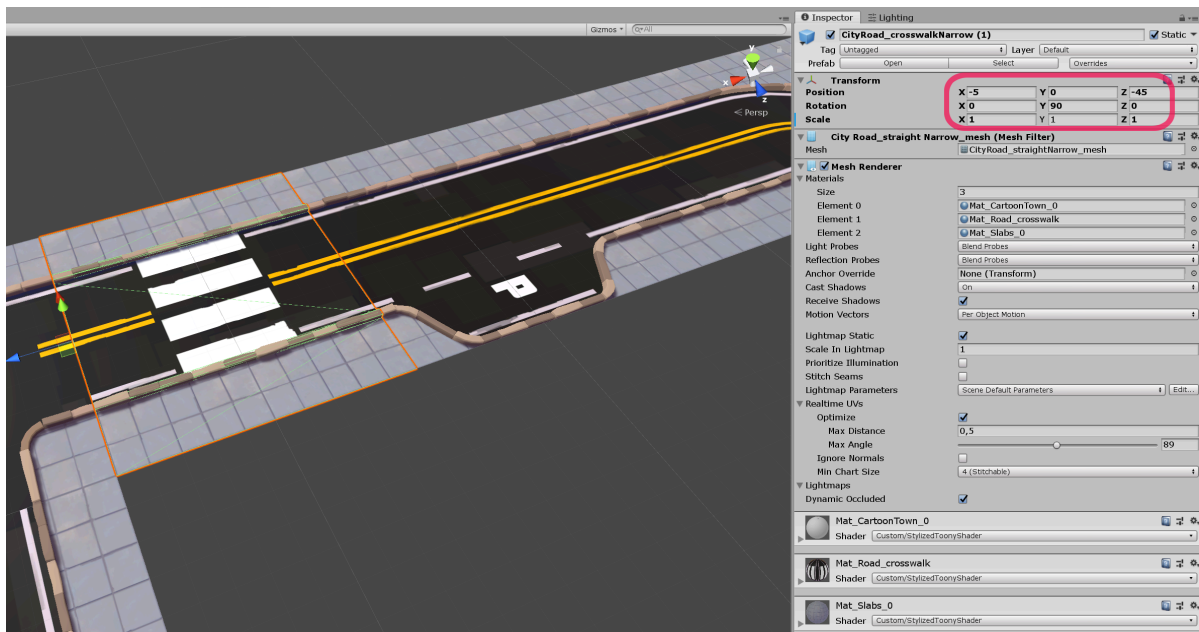 Inspector Lighting
Gizmos All
CityRoad_crosswalkNarrow (1) Static
Tag Untagged Layer Default
Prefab Open Select Overrides
Transform
Position X -5 Y 0 Z -45
Rotation X 0 Y 90 Z 0
Scale X 1 Y 1 Z 1
City Road_straight Narrow_mesh (Mesh Filter)
Mesh CityRoad_straightNarrow_mesh
Mesh Renderer
Materials
Size 3
Element 0 Mat_CartoonTown_0
Element 1 Mat_Road_crosswalk
Element 2 Mat_Slabs_0
Light Probes Blend Probes
Reflection Probes Blend Probes
Anchor Override None (Transform)
Cast Shadows On
Receive Shadows
Motion Vectors Per Object Motion
Lightmap Static
Scale In Lightmap 1
Prioritize Illumination
Stitch Seams
Lightmap Parameters Scene Default Parameters Edit...
Realtime UVs
Optimize
Max Distance 0,5
Max Angle 89
Ignore Normals
Min Chart Size 4 (Stitchable)
Lightmaps
Dynamic Occluded
Mat_CartoonTown_0
Shader Custom/StylizedToonyShader
Mat_Road_crosswalk
Shader Custom/StylizedToonyShader
Mat_Slabs_0
Shader Custom/StylizedToonyShader
y
x
z
Persp
P